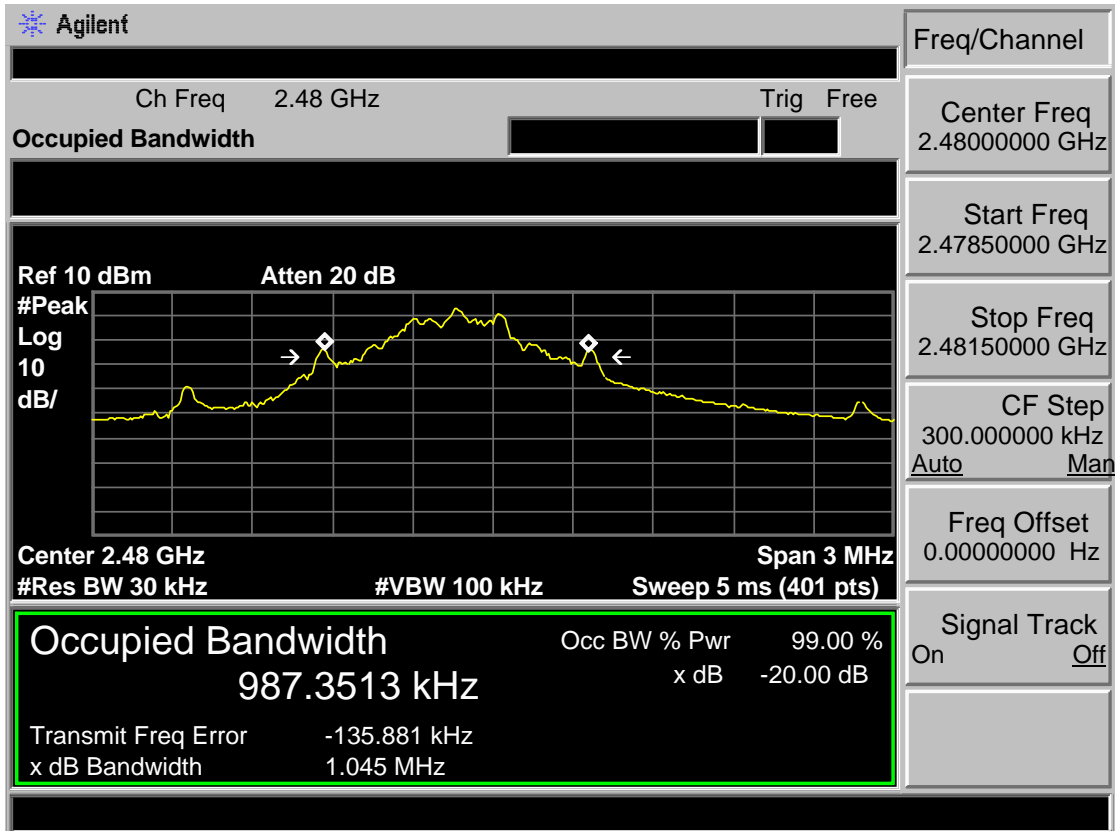 Agilent
Freq/Channel
Ch Freq 2.48 GHz Trig Free
Occupied Bandwidth
Center Freq
2.48000000 GHz
Start Freq
2.47850000 GHz
Stop Freq
2.48150000 GHz
CF Step
300.000000 kHz
Auto Man
Freq Offset
0.00000000 Hz
Signal Track
On Off
Ref 10 dBm Atten 20 dB
#Peak
Log
10
dB/
Center 2.48 GHz Span 3 MHz
#Res BW 30 kHz #VBW 100 kHz Sweep 5 ms (401 pts)
Occupied Bandwidth
987.3513 kHz
Occ BW % Pwr 99.00 %
x dB -20.00 dB
Transmit Freq Error -135.881 kHz
x dB Bandwidth 1.045 MHz